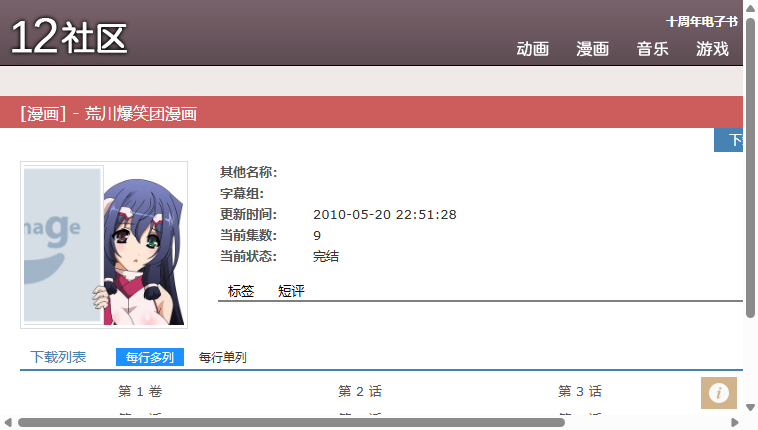 12社区
十周年电子书
动画 漫画 音乐 游戏
[漫画] - 荒川爆笑团漫画
下
其他名称:
字幕组:
更新时间: 2010-05-20 22:51:28
当前集数: 9
当前状态: 完结
标签 短评
下载列表 每行多列 每行单列
第 1 卷 第 2 话 第 3 话